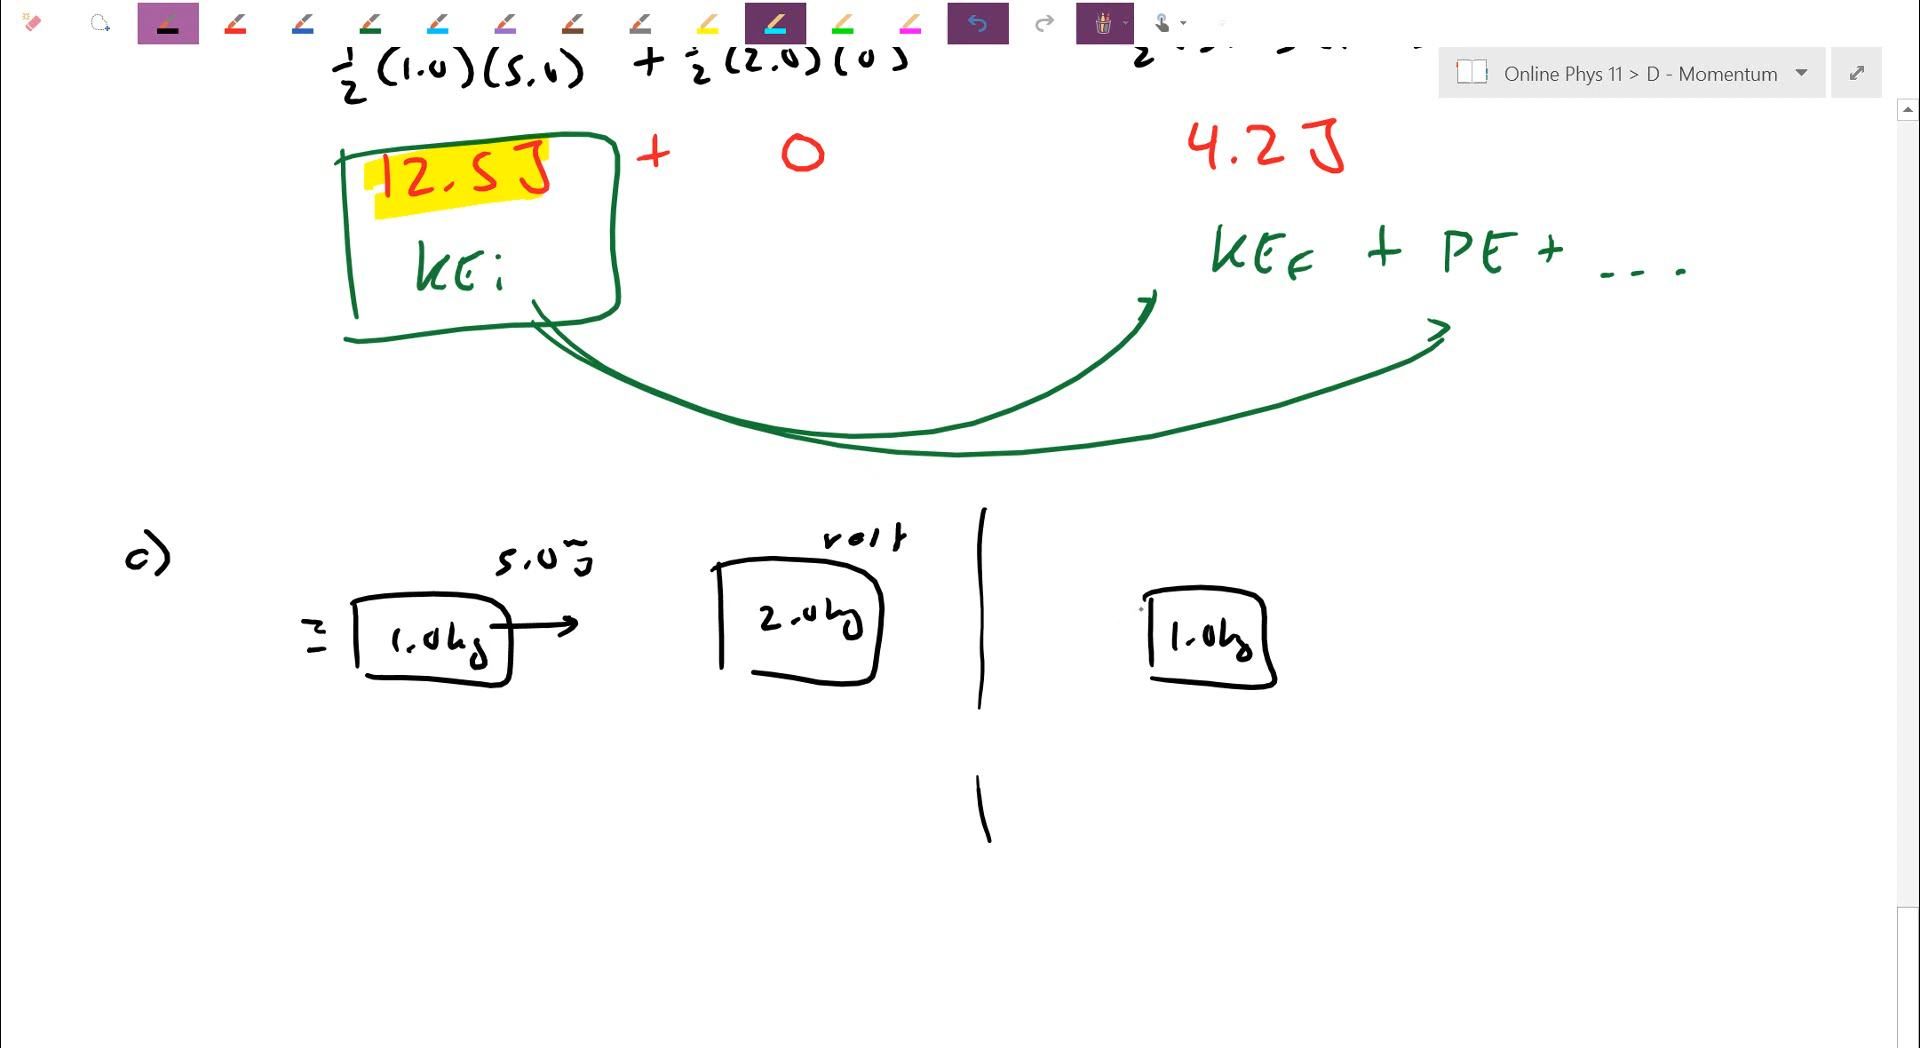 Online Phys 11 > D - Momentum
½ (1.0)(5.0) + ½ (2.0)(0)
12.5 J + 0 4.2 J
KEi KEF + PE + ...
c)
5.0
1.0kg 2.0kg 1.0kg